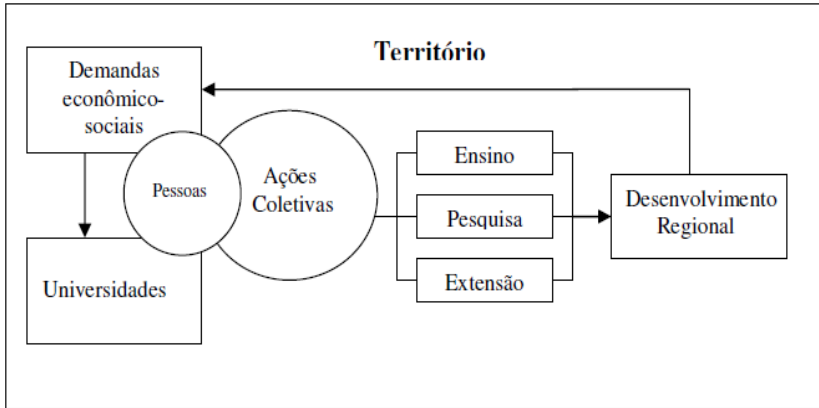 Território
Demandas
econômico-
sociais
Pessoas
Ações
Coletivas
Universidades
Ensino
Pesquisa
Extensão
Desenvolvimento
Regional